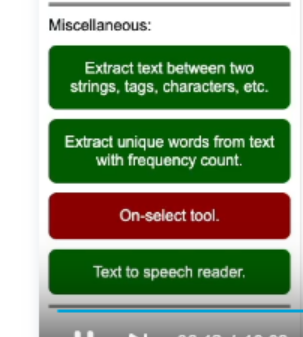 Miscellaneous:
Extract text between two
strings, tags, characters, etc.
Extract unique words from text
with frequency count.
On-select tool.
Text to speech reader.